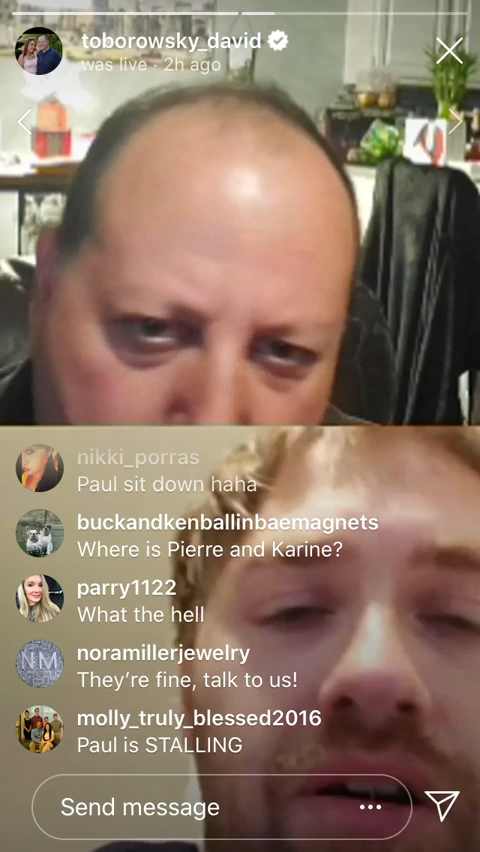 toborowsky_david
was live · 2h ago
nikki_porras
Paul sit down haha
buckandkenballinbaemagnets
Where is Pierre and Karine?
parry1122
What the hell
noramillerjewelry
NM
They're fine, talk to us!
molly_truly_blessed2016
Paul is STALLING
Send message